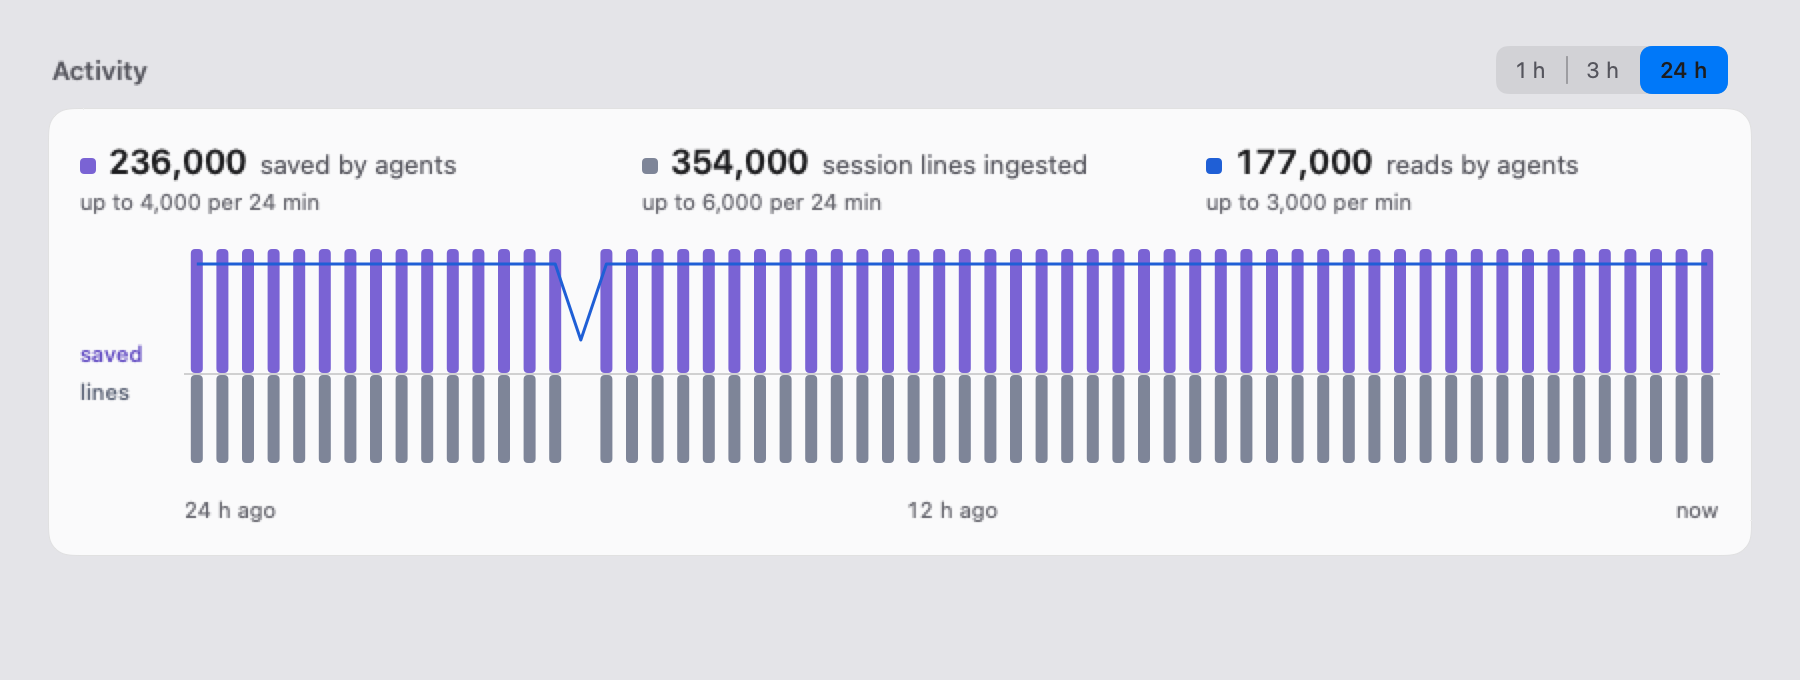 Activity
1 h
3 h
24 h
236,000 saved by agents
up to 4,000 per 24 min
354,000 session lines ingested
up to 6,000 per 24 min
177,000 reads by agents
up to 3,000 per min
saved
lines
24 h ago
12 h ago
now